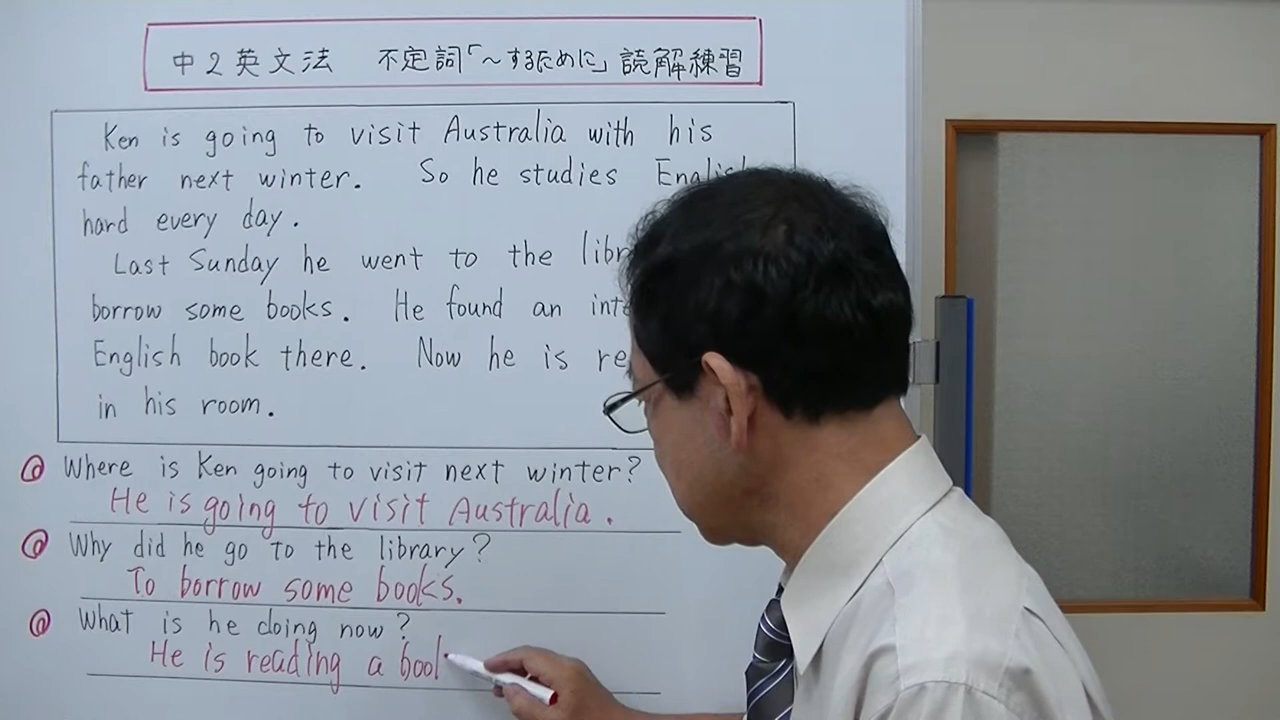 中2英文法 不定詞「～するために」読解練習
Ken is going to visit Australia with his
father next winter. So he studies English
hard every day.
Last Sunday he went to the
borrow some books. He found an
English book there. Now he is
in his room.
Q Where is Ken going to visit next winter?
He is going to visit Australia.
Q Why did he go to the library?
To borrow some books.
Q What is he doing now?
He is reading a